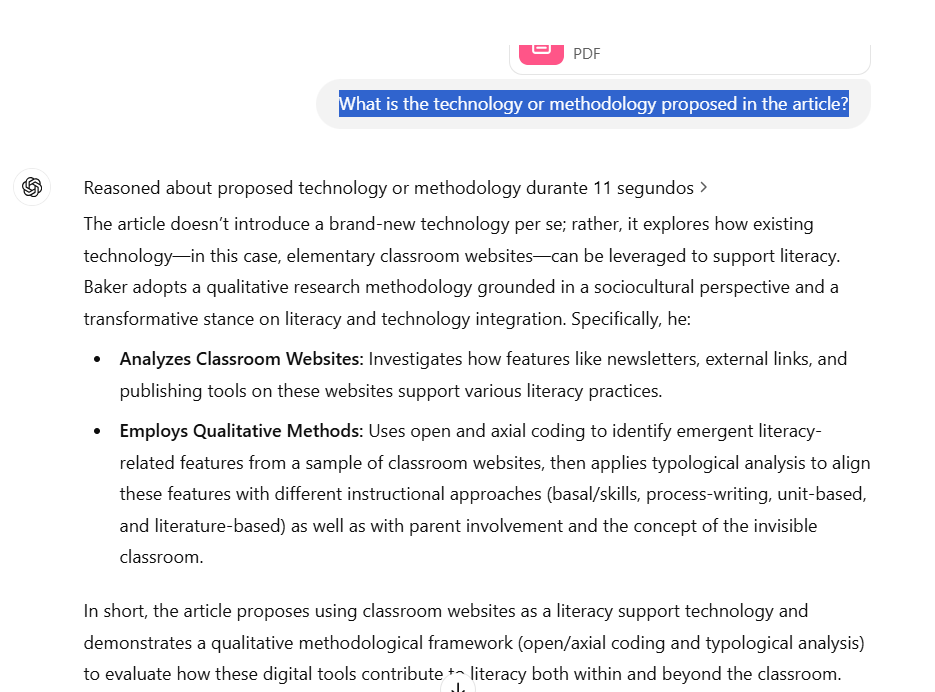 PDF
What is the technology or methodology proposed in the article?
Reasoned about proposed technology or methodology durante 11 segundos >
The article doesn’t introduce a brand-new technology per se; rather, it explores how existing
technology—in this case, elementary classroom websites—can be leveraged to support literacy.
Baker adopts a qualitative research methodology grounded in a sociocultural perspective and a
transformative stance on literacy and technology integration. Specifically, he:
• Analyzes Classroom Websites: Investigates how features like newsletters, external links, and
publishing tools on these websites support various literacy practices.
• Employs Qualitative Methods: Uses open and axial coding to identify emergent literacy-
related features from a sample of classroom websites, then applies typological analysis to align
these features with different instructional approaches (basal/skills, process-writing, unit-based,
and literature-based) as well as with parent involvement and the concept of the invisible
classroom.
In short, the article proposes using classroom websites as a literacy support technology and
demonstrates a qualitative methodological framework (open/axial coding and typological analysis)
to evaluate how these digital tools contribute to literacy both within and beyond the classroom.